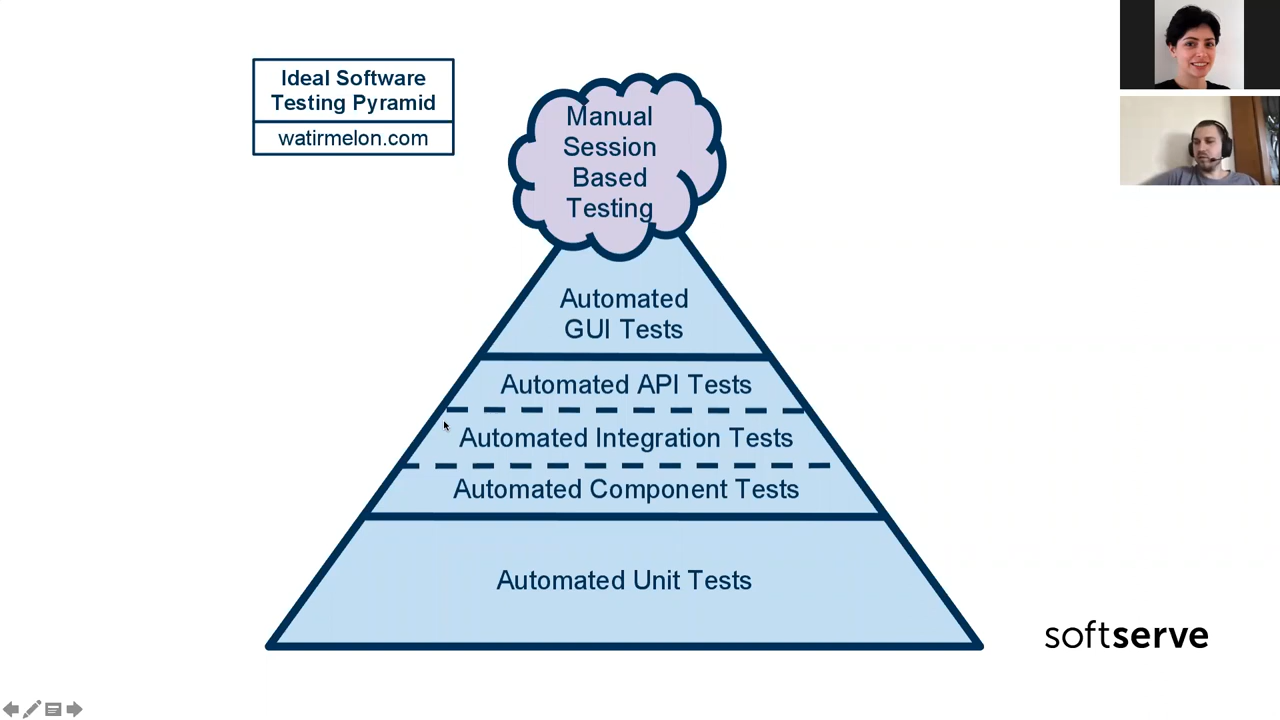 Ideal Software
Testing Pyramid
watirmelon.com
Manual
Session
Based
Testing
Automated
GUI Tests
Automated API Tests
Automated Integration Tests
Automated Component Tests
Automated Unit Tests
softserve